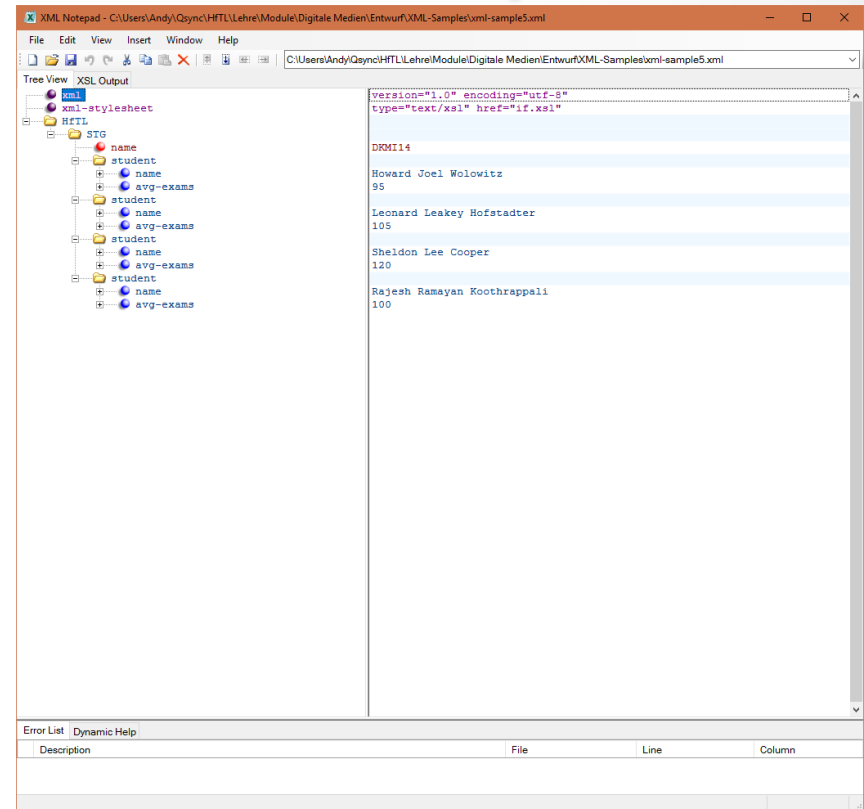 XML Notepad - C:\Users\Andy\Qsync\HfTL\Lehre\Module\Digitale Medien\Entwurf\XML-Samples\xml-sample5.xml
File Edit View Insert Window Help
C:\Users\Andy\Qsync\HfTL\Lehre\Module\Digitale Medien\Entwurf\XML-Samples\xml-sample5.xml
Tree View XSL Output
xml version="1.0" encoding="utf-8"
xml-stylesheet type="text/xsl" href="if.xsl"
HfTL
STG
name DKMI14
student
name Howard Joel Wolowitz
avg-exams 95
student
name Leonard Leakey Hofstadter
avg-exams 105
student
name Sheldon Lee Cooper
avg-exams 120
student
name Rajesh Ramayan Koothrappali
avg-exams 100
Error List Dynamic Help
Description File Line Column